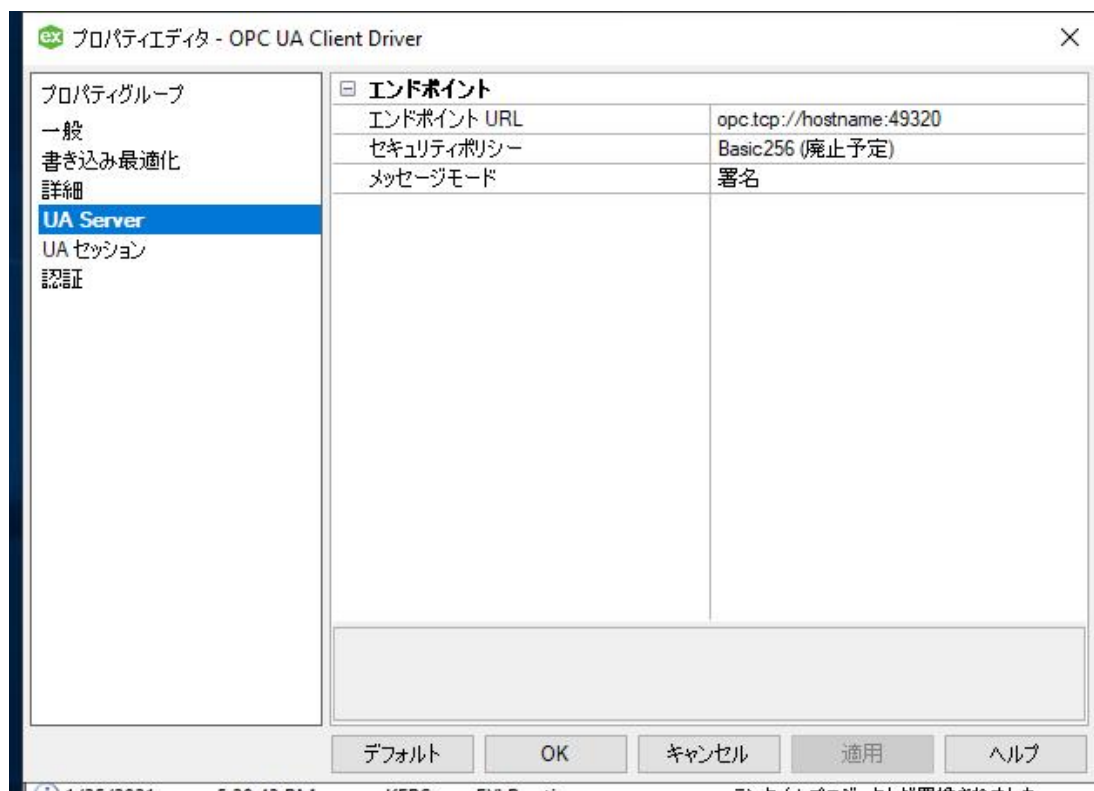 プロパティエディタ - OPC UA Client Driver
プロパティグループ
一般
書き込み最適化
詳細
UA Server
UA セッション
認証
エンドポイント
エンドポイント URL opc.tcp://hostname:49320
セキュリティポリシー Basic256 (廃止予定)
メッセージモード 署名
デフォルト OK キャンセル 適用 ヘルプ